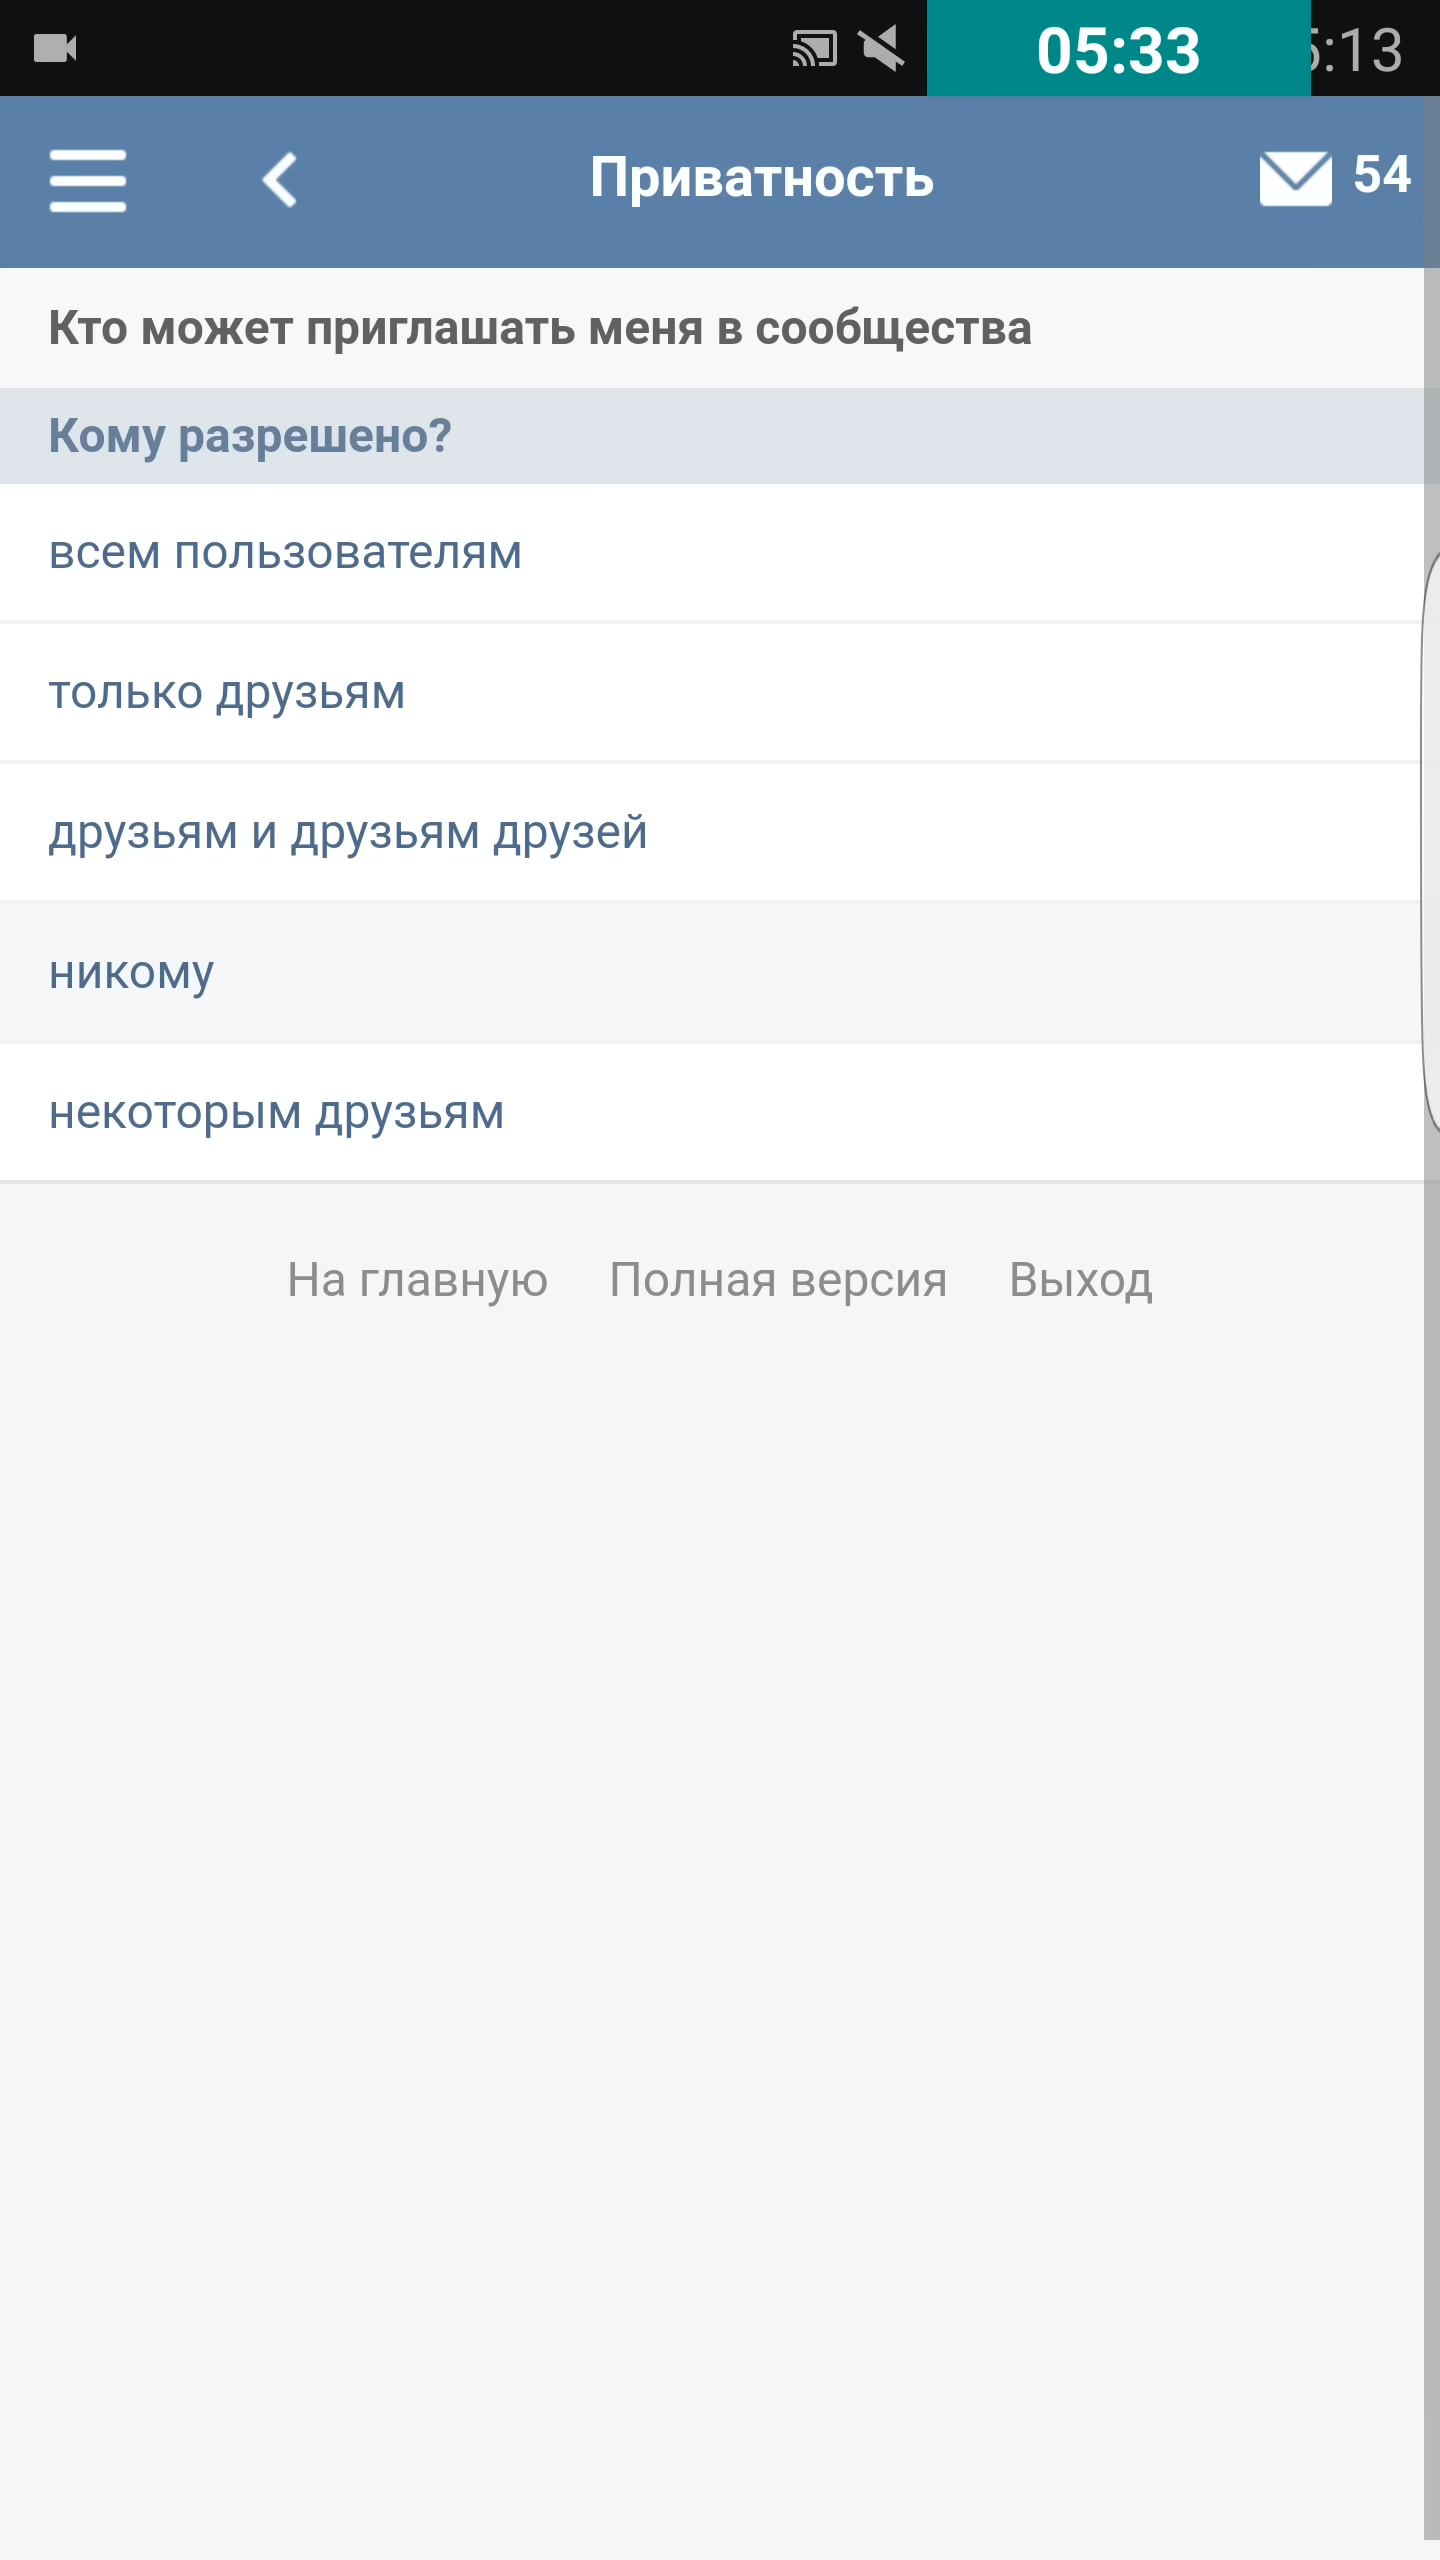 05:33
:13
Приватность
54
Кто может приглашать меня в сообщества
Кому разрешено?
всем пользователям
только друзьям
друзьям и друзьям друзей
никому
некоторым друзьям
На главную Полная версия Выход